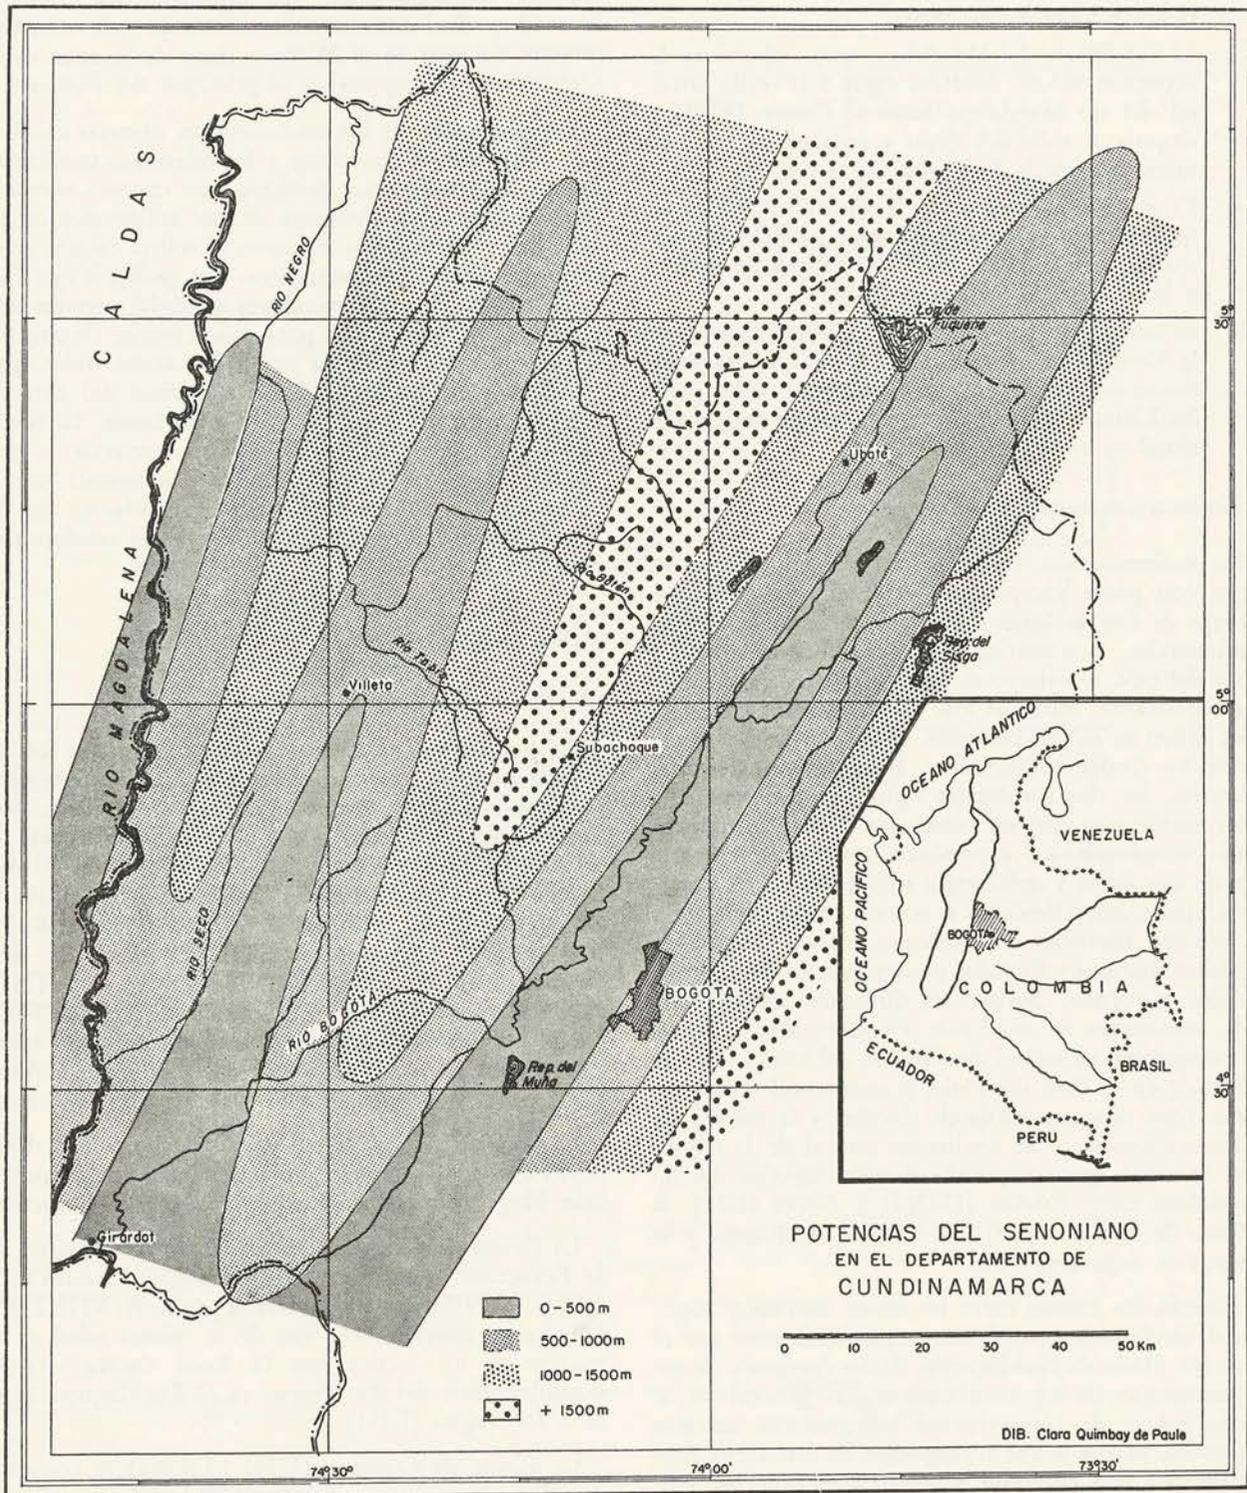 CALDAS
RIO NEGRO
Lag. de
Fuquene
30'
Ubaté
RIO MAGDALENA
Rio Batán
Rio Tobia
Rep. del
Sisga
Villeta
5°
00'
Subachoque
OCEANO ATLANTICO
VENEZUELA
OCEANO PACIFICO
BOGOTA
COLOMBIA
ECUADOR
BRASIL
PERU
RIO SECO
BOGOTA
RIO BOGOTA
Rep. del
Muña
4°
30'
Girardot
POTENCIAS DEL SENONIANO
EN EL DEPARTAMENTO DE
CUNDINAMARCA
0 10 20 30 40 50 Km
0-500 m
500-1000 m
1000-1500 m
+ 1500 m
DIB. Clara Quimbay de Paule
74°30'
74°00'
73°30'